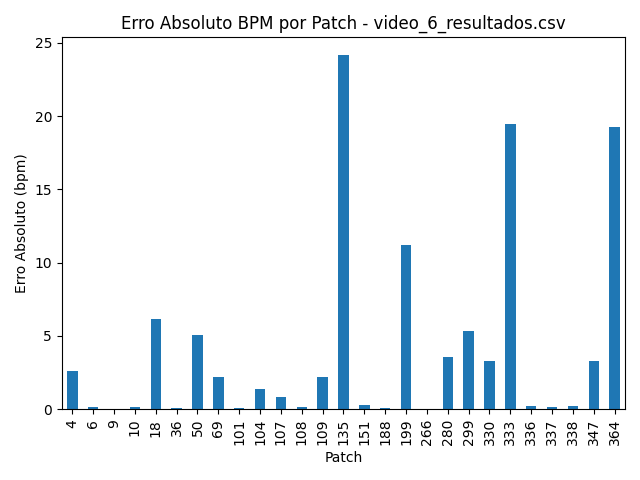 Erro Absoluto BPM por Patch - video_6_resultados.csv
25
20
15
10
5
0
Erro Absoluto (bpm)
4 6 9 10 18 36 50 69 101 104 107 108 109 135 151 188 199 266 280 299 330 333 336 337 338 347 364
Patch